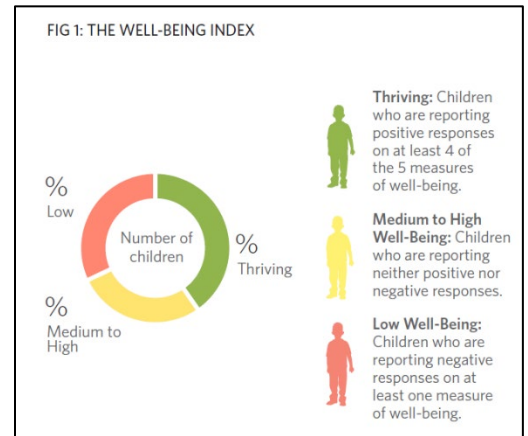 FIG 1: THE WELL-BEING INDEX
%
Low
Number of
children
%
Thriving
%
Medium to
High
Thriving: Children
who are reporting
positive responses
on at least 4 of
the 5 measures
of well-being.
Medium to High
Well-Being: Children
who are reporting
neither positive nor
negative responses.
Low Well-Being:
Children who are
reporting negative
responses on at
least one measure
of well-being.